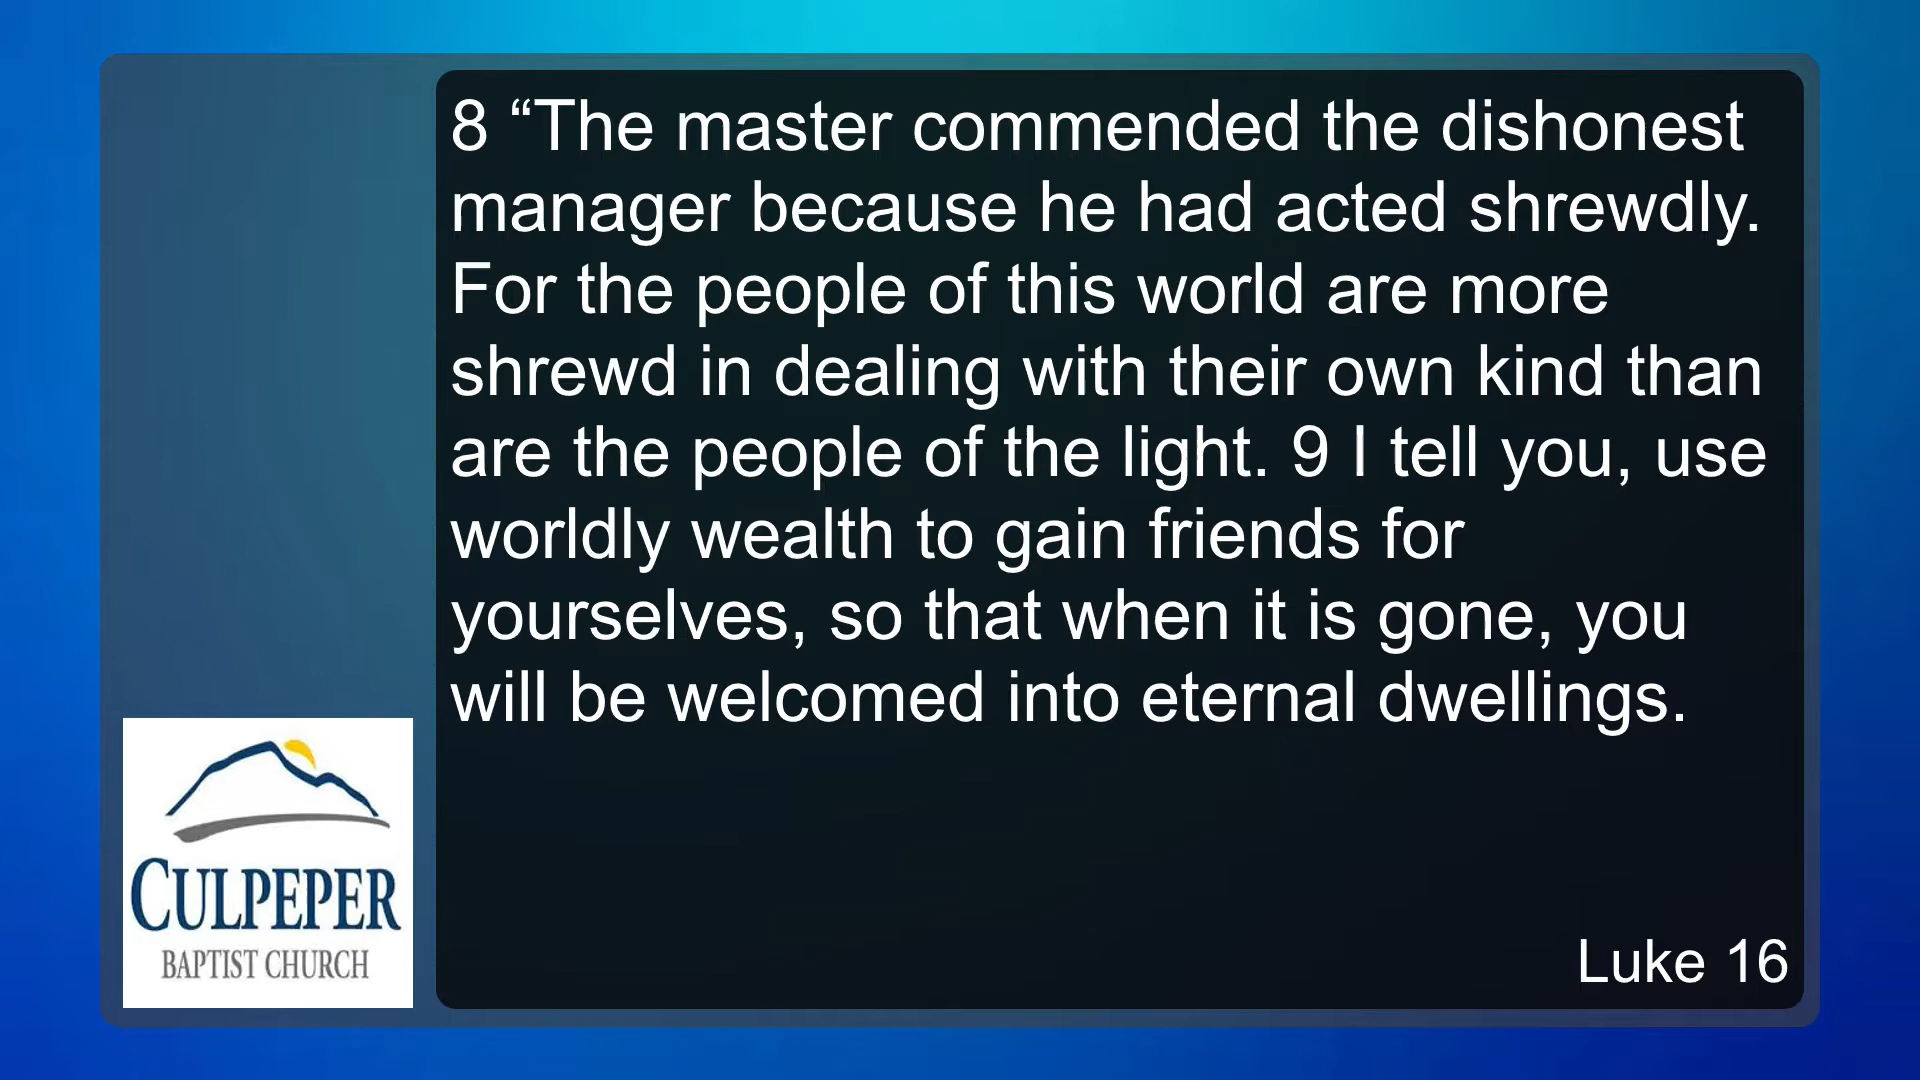 8 “The master commended the dishonest
manager because he had acted shrewdly.
For the people of this world are more
shrewd in dealing with their own kind than
are the people of the light. 9 I tell you, use
worldly wealth to gain friends for
yourselves, so that when it is gone, you
will be welcomed into eternal dwellings.
Luke 16
CULPEPER
BAPTIST CHURCH